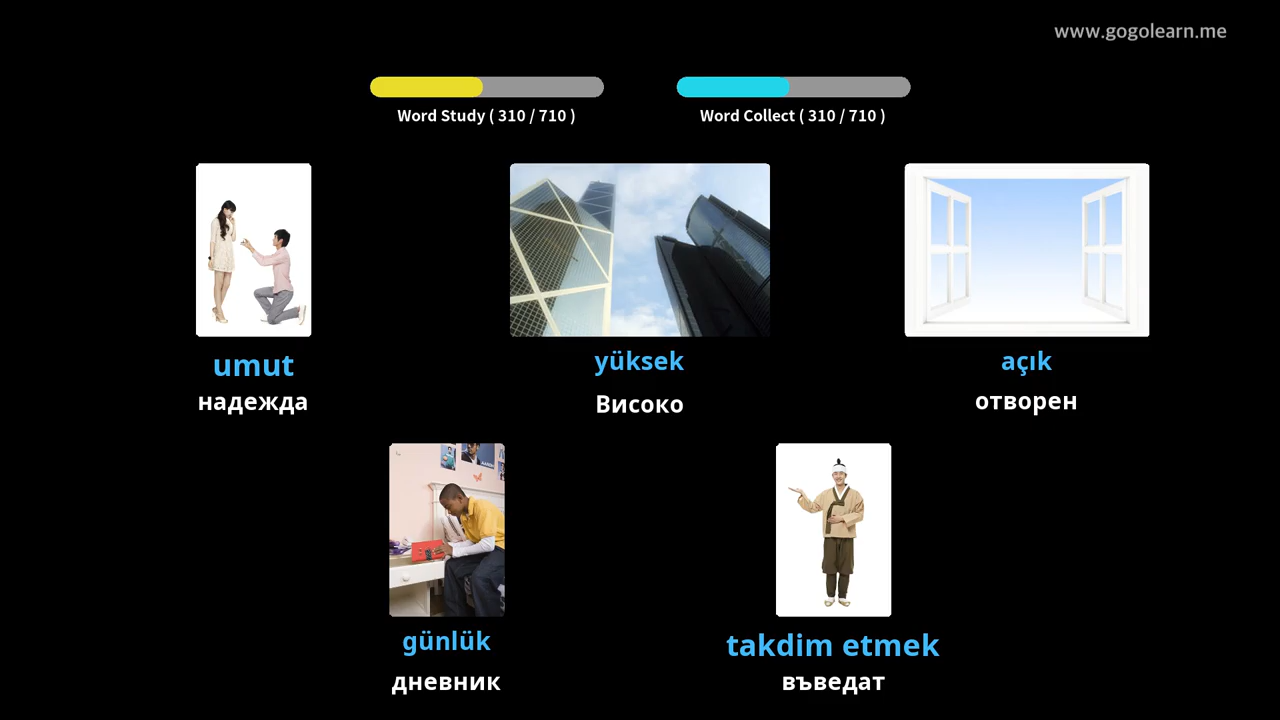 www.gogolearn.me
Word Study ( 310 / 710 )
Word Collect ( 310 / 710 )
umut
надежда
yüksek
Високо
açık
отворен
günlük
дневник
takdim etmek
въведат